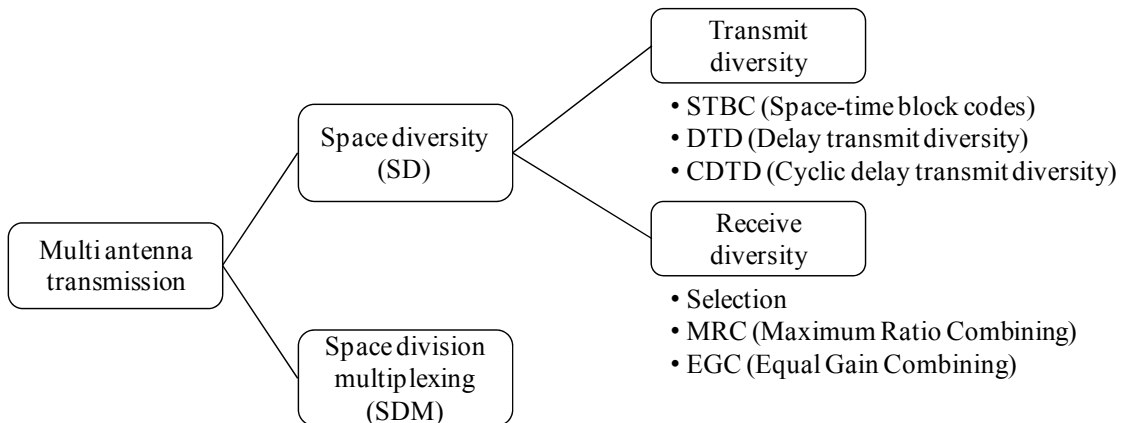 Multi antenna
transmission
Space diversity
(SD)
Space division
multiplexing
(SDM)
Transmit
diversity
• STBC (Space-time block codes)
• DTD (Delay transmit diversity)
• CDTD (Cyclic delay transmit diversity)
Receive
diversity
• Selection
• MRC (Maximum Ratio Combining)
• EGC (Equal Gain Combining)